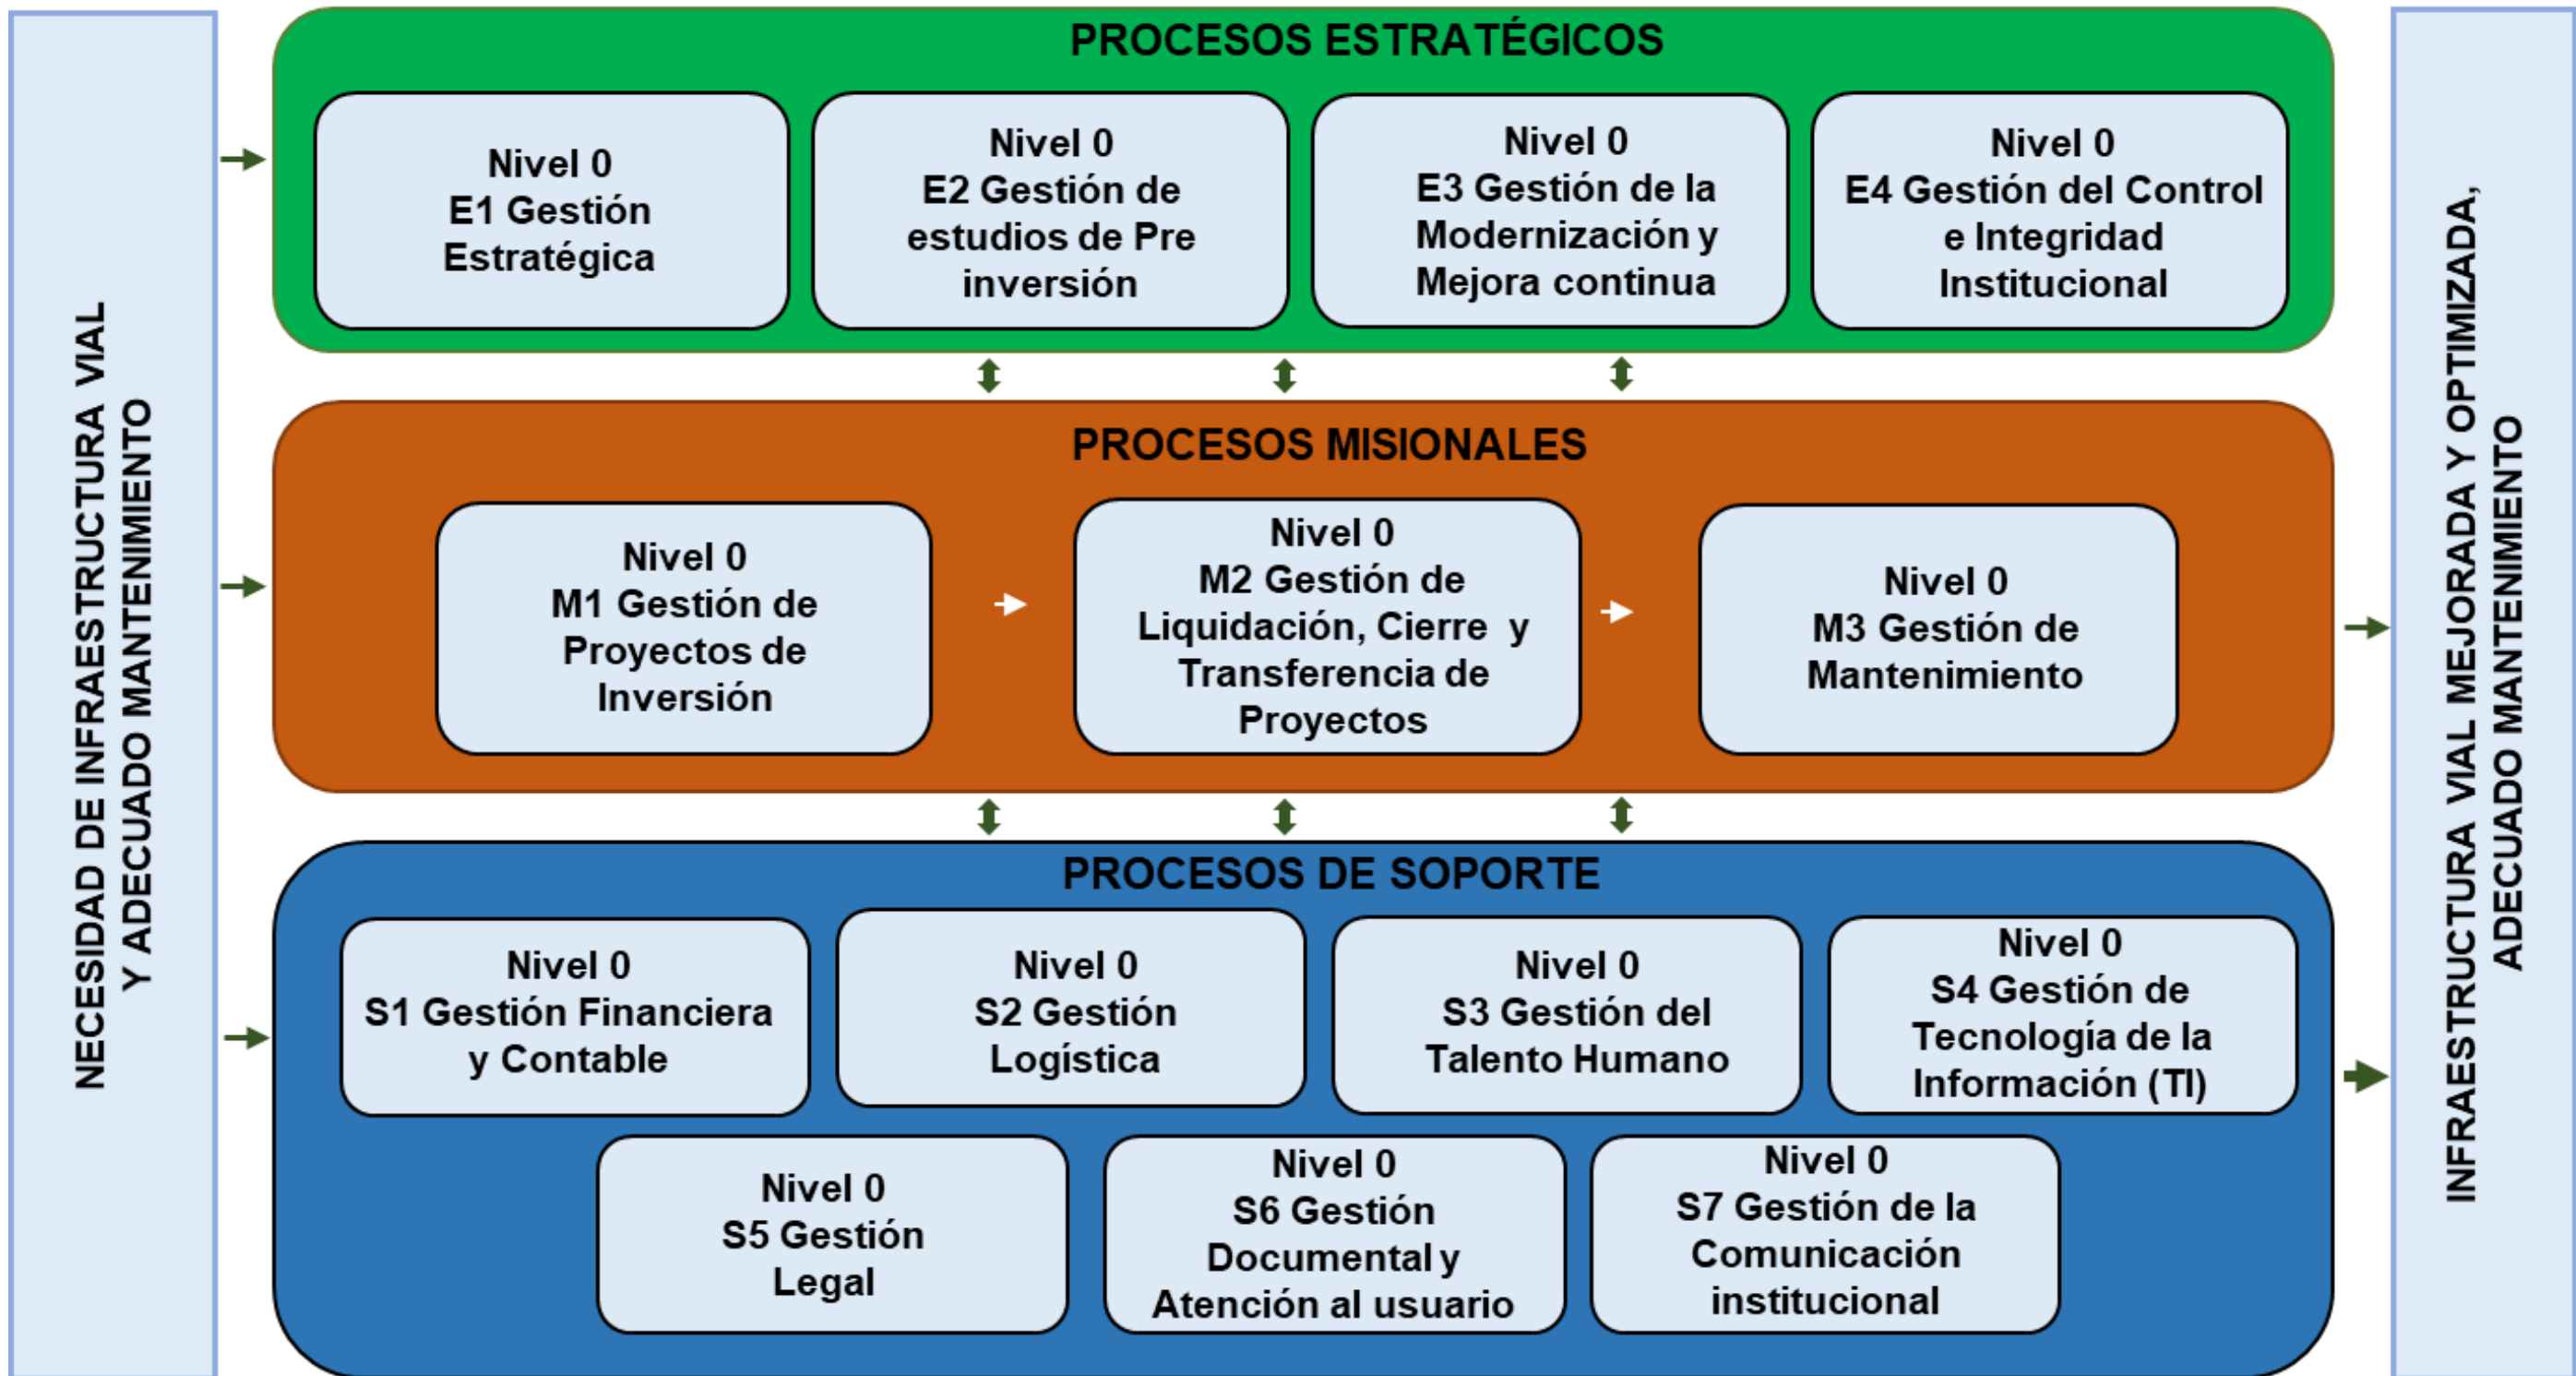 NECESIDAD DE INFRAESTRUCTURA VIAL
Y ADECUADO MANTENIMIENTO
PROCESOS ESTRATÉGICOS
Nivel 0
E1 Gestión
Estratégica
Nivel 0
E2 Gestión de
estudios de Pre
inversión
Nivel 0
E3 Gestión de la
Modernización y
Mejora continua
Nivel 0
E4 Gestión del Control
e Integridad
Institucional
PROCESOS MISIONALES
Nivel 0
M1 Gestión de
Proyectos de
Inversión
Nivel 0
M2 Gestión de
Liquidación, Cierre y
Transferencia de
Proyectos
Nivel 0
M3 Gestión de
Mantenimiento
PROCESOS DE SOPORTE
Nivel 0
S1 Gestión Financiera
y Contable
Nivel 0
S2 Gestión
Logística
Nivel 0
S3 Gestión del
Talento Humano
Nivel 0
S4 Gestión de
Tecnología de la
Información (TI)
Nivel 0
S5 Gestión
Legal
Nivel 0
S6 Gestión
Documental y
Atención al usuario
Nivel 0
S7 Gestión de la
Comunicación
institucional
INFRAESTRUCTURA VIAL MEJORADA Y OPTIMIZADA,
ADECUADO MANTENIMIENTO